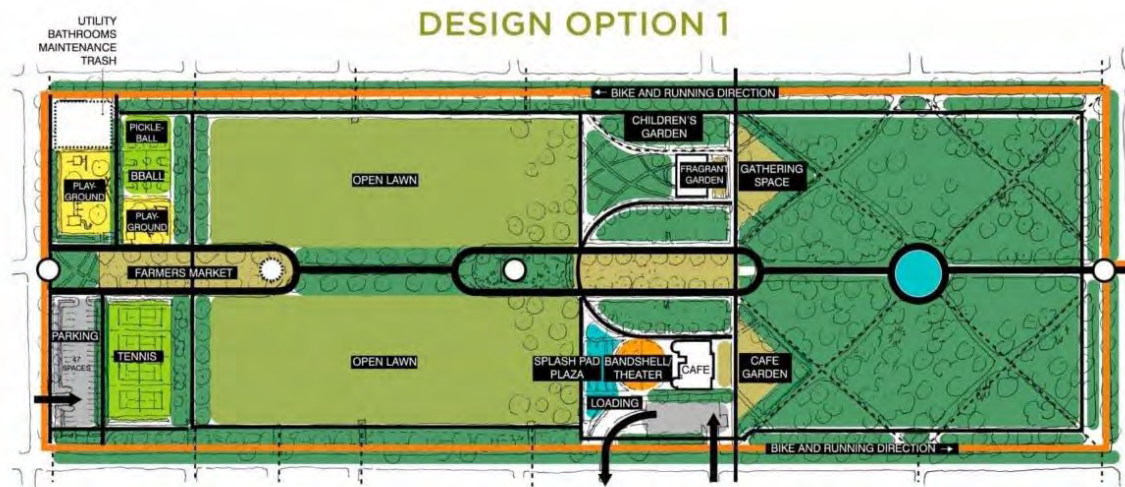 DESIGN OPTION 1
UTILITY
BATHROOMS
MAINTENANCE
TRASH
← BIKE AND RUNNING DIRECTION
PICKLE-
BALL
BBALL
PLAY-
GROUND
PLAY-
GROUND
OPEN LAWN
CHILDREN'S
GARDEN
FRAGRANT
GARDEN
GATHERING
SPACE
FARMERS MARKET
PARKING
47
SPACES
TENNIS
OPEN LAWN
SPLASH PAD
PLAZA
BANDSHELL/
THEATER
CAFE
CAFE
GARDEN
LOADING
BIKE AND RUNNING DIRECTION →